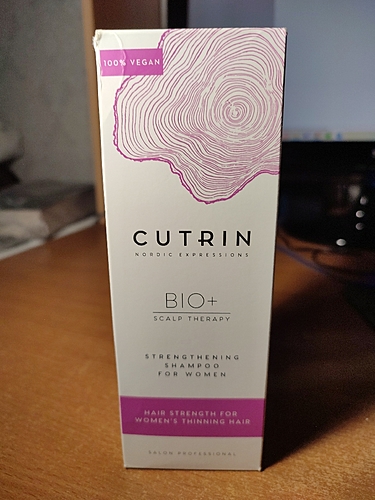 100% VEGAN
CUTRIN
NORDIC EXPRESSIONS
BIO+
SCALP THERAPY
STRENGTHENING
SHAMPOO
FOR WOMEN
HAIR STRENGTH FOR
WOMEN'S THINNING HAIR
SALON PROFESSIONAL